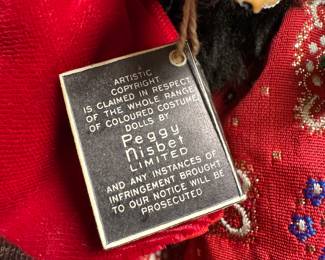 ARTISTIC
COPYRIGHT
IS CLAIMED IN RESPECT
OF THE WHOLE RANGE
OF COLOURED COSTUME
DOLLS BY
Peggy
Nisbet
LIMITED
AND ANY INSTANCES OF
INFRINGEMENT BROUGHT
TO OUR NOTICE WILL BE
PROSECUTED